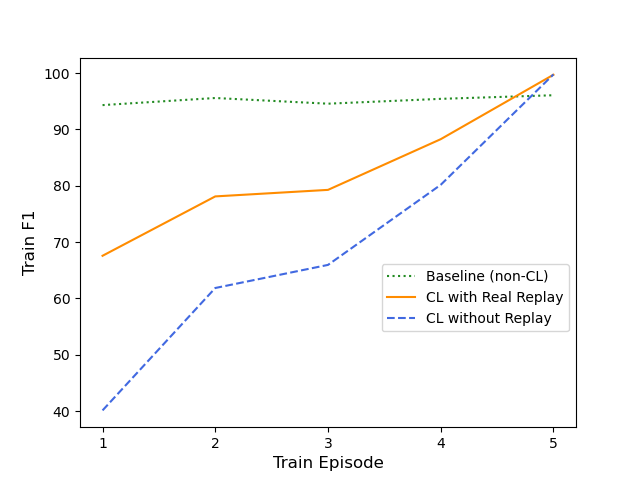 100
90
80
70
60
50
40
Train F1
Baseline (non-CL)
CL with Real Replay
CL without Replay
1 2 3 4 5
Train Episode